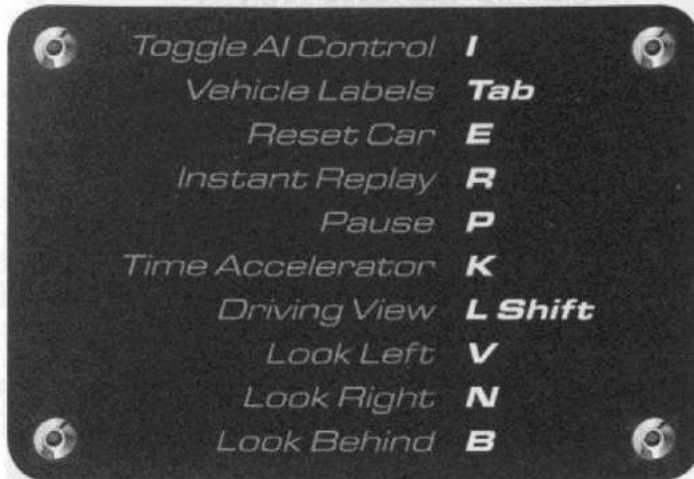 Toggle AI Control I
Vehicle Labels Tab
Reset Car E
Instant Replay R
Pause P
Time Accelerator K
Driving View L Shift
Look Left V
Look Right N
Look Behind B